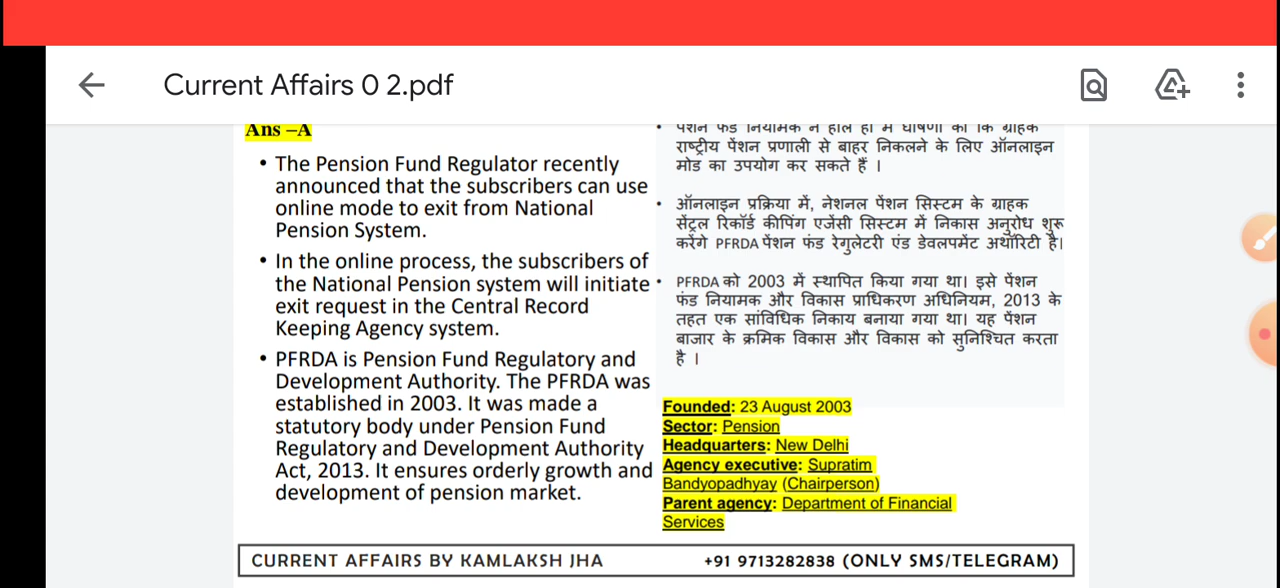 Current Affairs 0 2.pdf
Ans –A
• The Pension Fund Regulator recently
announced that the subscribers can use
online mode to exit from National
Pension System.
• In the online process, the subscribers of
the National Pension system will initiate
exit request in the Central Record
Keeping Agency system.
• PFRDA is Pension Fund Regulatory and
Development Authority. The PFRDA was
established in 2003. It was made a
statutory body under Pension Fund
Regulatory and Development Authority
Act, 2013. It ensures orderly growth and
development of pension market.
• पेंशन फंड नियामक ने हाल ही में घोषणा की कि ग्राहक
राष्ट्रीय पेंशन प्रणाली से बाहर निकलने के लिए ऑनलाइन
मोड का उपयोग कर सकते हैं ।
• ऑनलाइन प्रक्रिया में, नेशनल पेंशन सिस्टम के ग्राहक
सेंट्रल रिकॉर्ड कीपिंग एजेंसी सिस्टम में निकास अनुरोध शुरू
करेंगे PFRDA पेंशन फंड रेगुलेटरी एंड डेवलपमेंट अथॉरिटी है।
• PFRDA को 2003 में स्थापित किया गया था। इसे पेंशन
फंड नियामक और विकास प्राधिकरण अधिनियम, 2013 के
तहत एक सांविधिक निकाय बनाया गया था। यह पेंशन
बाजार के क्रमिक विकास और विकास को सुनिश्चित करता
है ।
Founded: 23 August 2003
Sector: Pension
Headquarters: New Delhi
Agency executive: Supratim
Bandyopadhyay (Chairperson)
Parent agency: Department of Financial
Services
CURRENT AFFAIRS BY KAMLAKSH JHA +91 9713282838 (ONLY SMS/TELEGRAM)